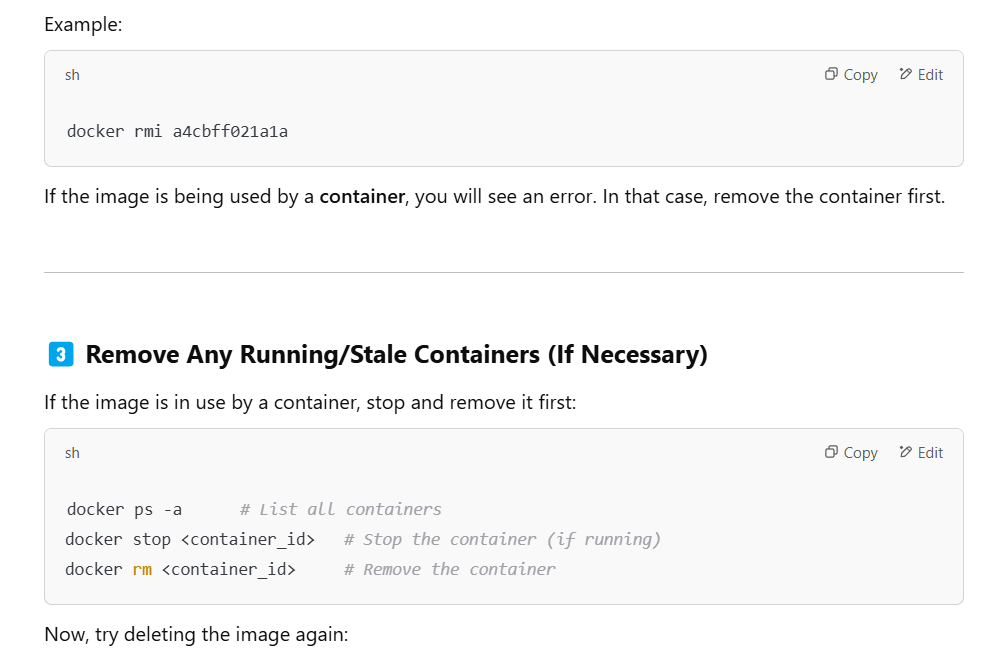 Example:
sh
Copy
Edit
docker rmi a4cbff021a1a
If the image is being used by a container, you will see an error. In that case, remove the container first.
3 Remove Any Running/Stale Containers (If Necessary)
If the image is in use by a container, stop and remove it first:
sh
Copy
Edit
docker ps -a      # List all containers
docker stop <container_id>   # Stop the container (if running)
docker rm <container_id>     # Remove the container
Now, try deleting the image again: